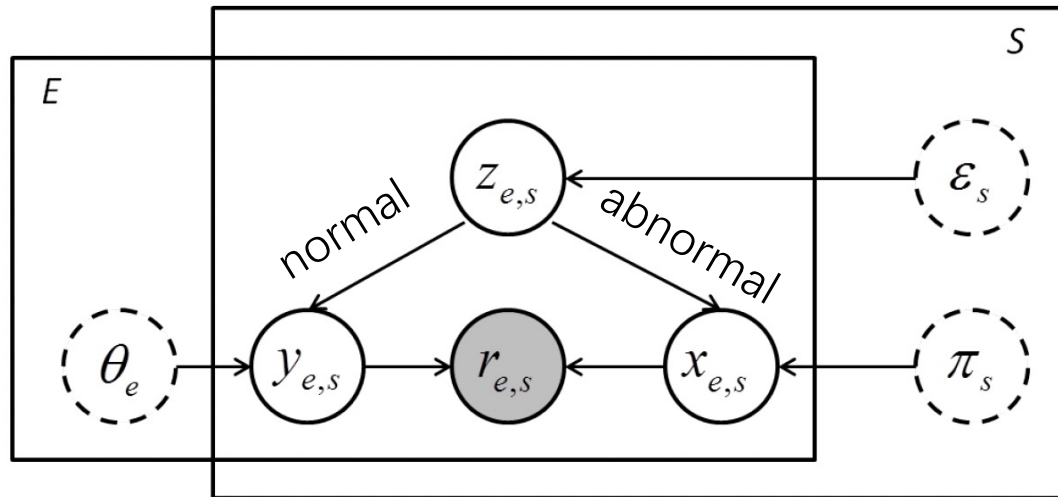 S
E
z_{e,s}
ε_s
normal
abnormal
θ_e
y_{e,s}
r_{e,s}
x_{e,s}
π_s